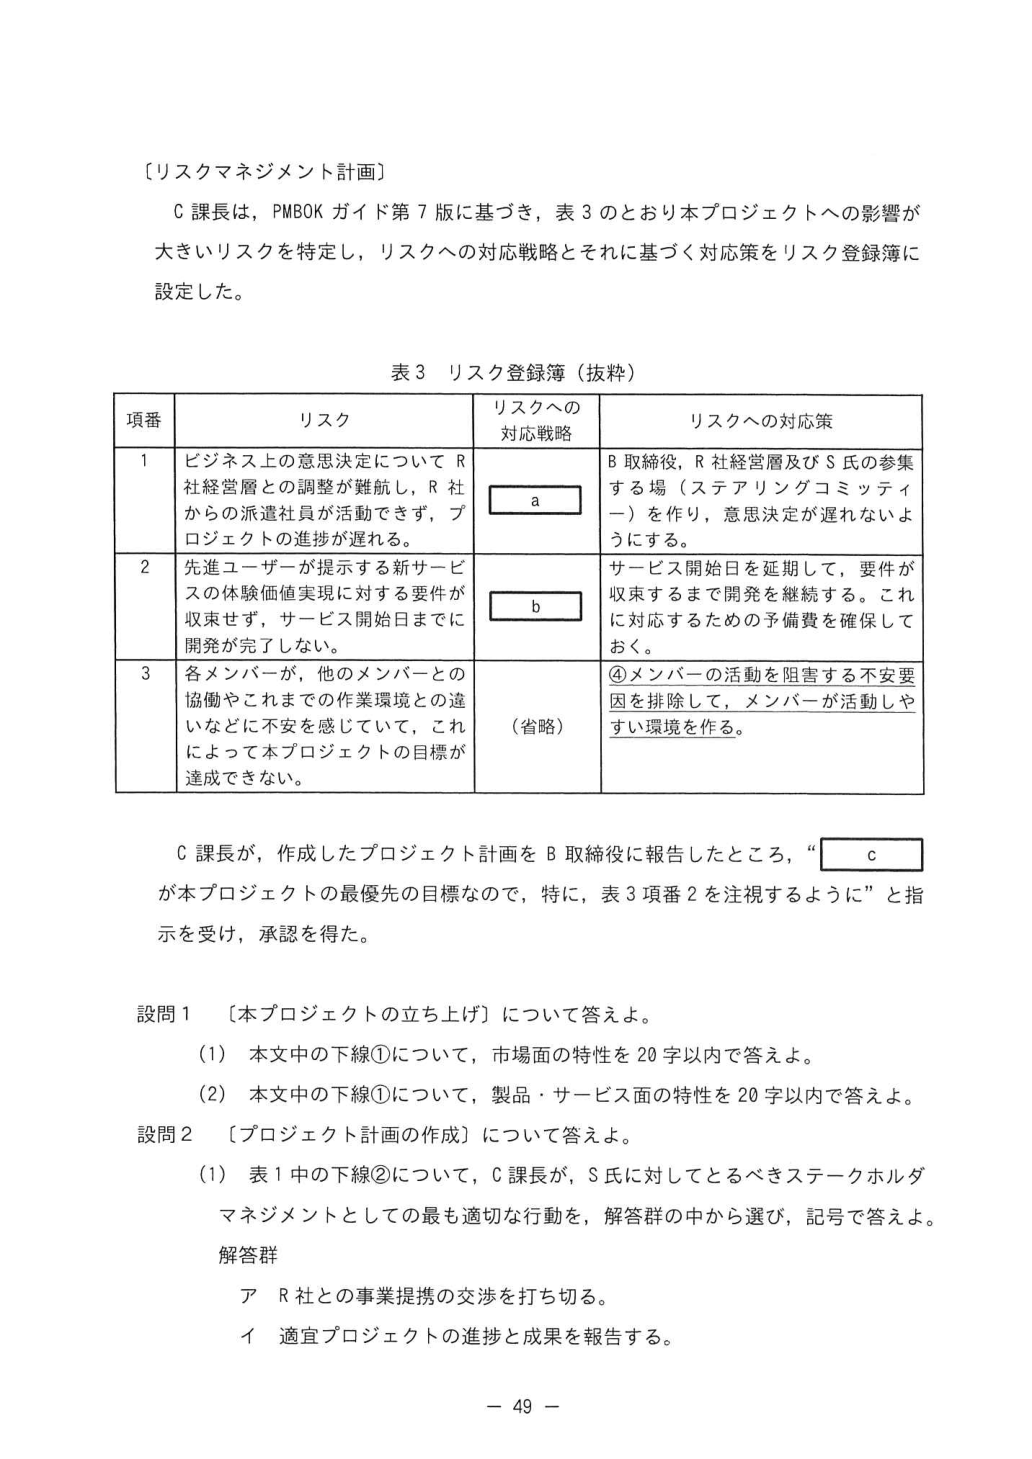 〔リスクマネジメント計画〕
C 課長は，PMBOK ガイド第 7 版に基づき，表 3 のとおり本プロジェクトへの影響が
大きいリスクを特定し，リスクへの対応戦略とそれに基づく対応策をリスク登録簿に
設定した。
表 3　リスク登録簿（抜粋）
項番
リスク
リスクへの
対応戦略
リスクへの対応策
1
ビジネス上の意思決定について R
社経営層との調整が難航し，R 社
からの派遣社員が活動できず，プ
ロジェクトの進捗が遅れる。
a
B 取締役，R 社経営層及び S 氏の参集
する場（ステアリングコミッティ
ー）を作り，意思決定が遅れないよ
うにする。
2
先進ユーザーが提示する新サービ
スの体験価値実現に対する要件が
収束せず，サービス開始日までに
開発が完了しない。
b
サービス開始日を延期して，要件が
収束するまで開発を継続する。これ
に対応するための予備費を確保して
おく。
3
各メンバーが，他のメンバーとの
協働やこれまでの作業環境との違
いなどに不安を感じていて，これ
によって本プロジェクトの目標が
達成できない。
（省略）
④メンバーの活動を阻害する不安要
因を排除して，メンバーが活動しや
すい環境を作る。
C 課長が，作成したプロジェクト計画を B 取締役に報告したところ，“ c
が本プロジェクトの最優先の目標なので，特に，表 3 項番 2 を注視するように”と指
示を受け，承認を得た。
設問 1　〔本プロジェクトの立ち上げ〕について答えよ。
(1)　本文中の下線①について，市場面の特性を 20 字以内で答えよ。
(2)　本文中の下線①について，製品・サービス面の特性を 20 字以内で答えよ。
設問 2　〔プロジェクト計画の作成〕について答えよ。
(1)　表 1 中の下線②について，C 課長が，S 氏に対してとるべきステークホルダ
マネジメントとしての最も適切な行動を，解答群の中から選び，記号で答えよ。
解答群
ア　R 社との事業提携の交渉を打ち切る。
イ　適宜プロジェクトの進捗と成果を報告する。
－ 49 －